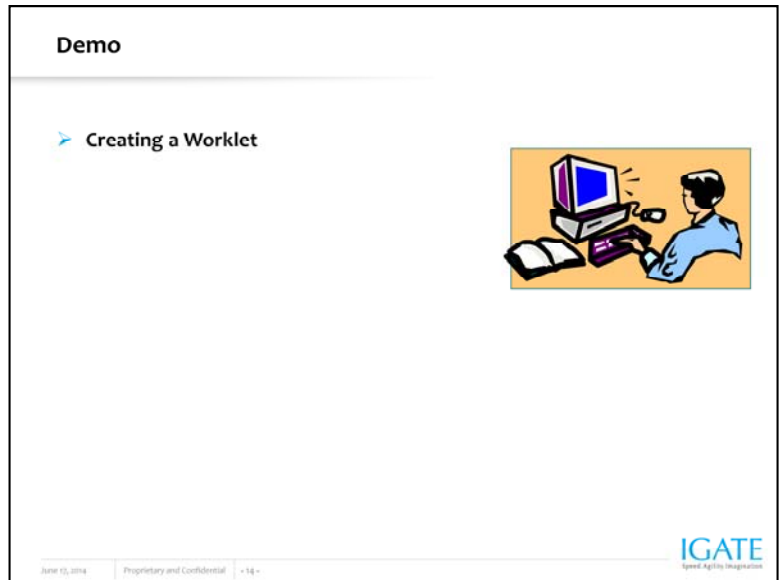 Demo
Creating a Worklet
IGATE
Speed.Agility.Imagination
June 17, 2014 Proprietary and Confidential - 14 -